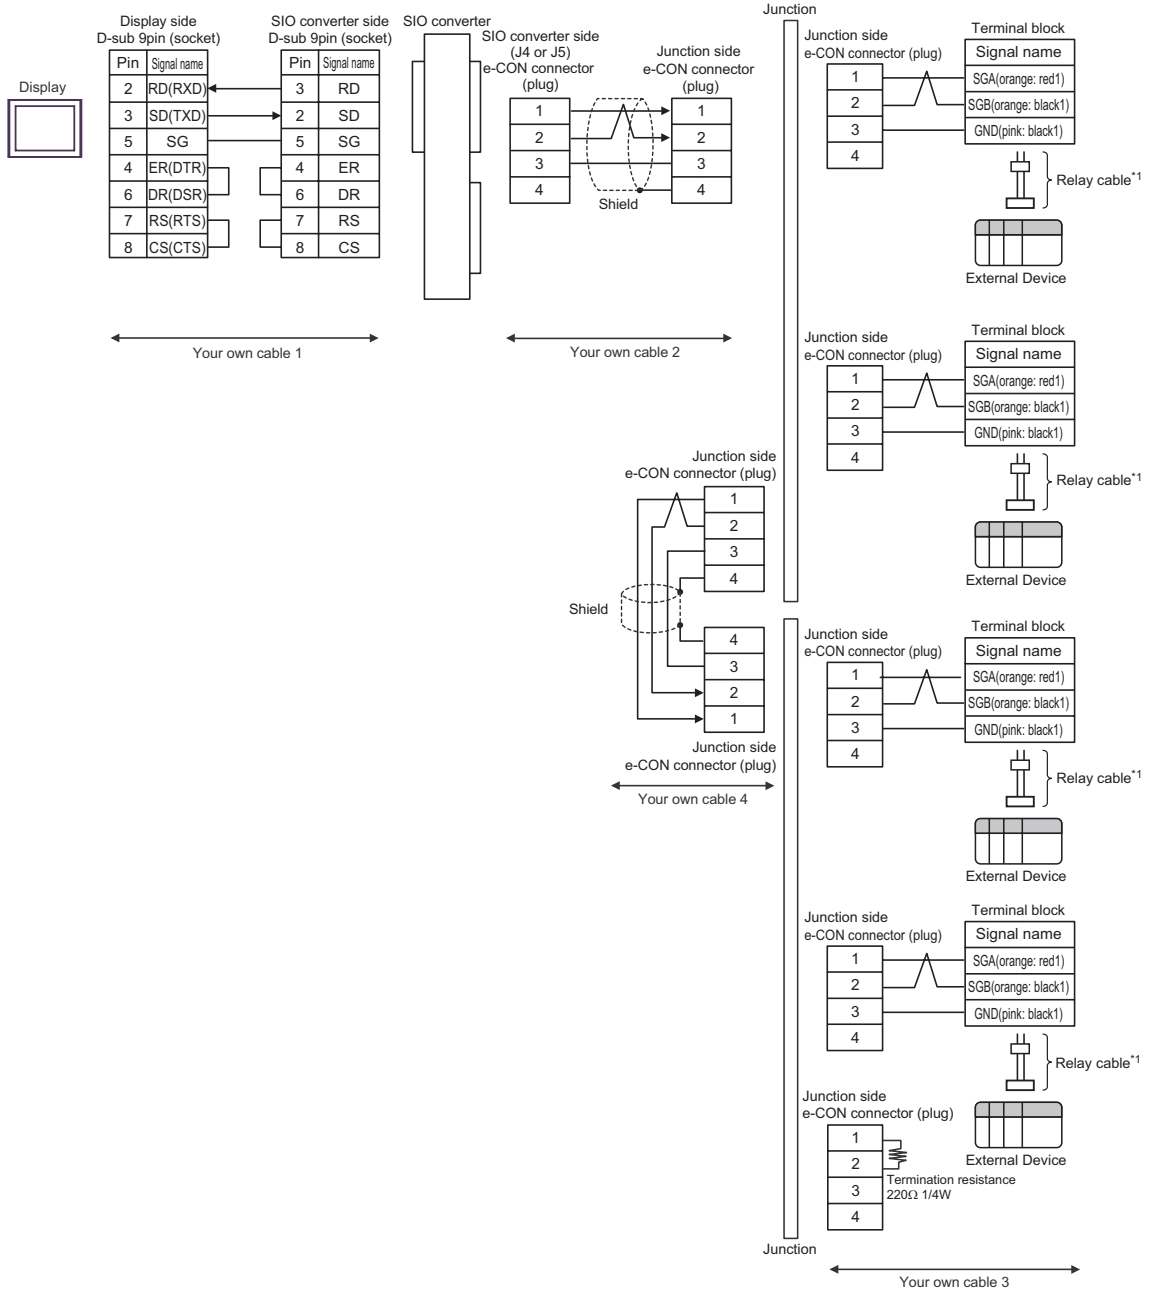 Display
Display side
D-sub 9pin (socket)
Pin Signal name
2 RD(RXD)
3 SD(TXD)
5 SG
4 ER(DTR)
6 DR(DSR)
7 RS(RTS)
8 CS(CTS)
SIO converter side
D-sub 9pin (socket)
Pin Signal name
3 RD
2 SD
5 SG
4 ER
6 DR
7 RS
8 CS
Your own cable 1
SIO converter
SIO converter side
(J4 or J5)
e-CON connector
(plug)
1
2
3
4
Shield
Junction side
e-CON connector
(plug)
1
2
3
4
Your own cable 2
Junction
Junction side
e-CON connector (plug)
1
2
3
4
Terminal block
Signal name
SGA(orange: red1)
SGB(orange: black1)
GND(pink: black1)
Relay cable*1
External Device
Junction side
e-CON connector (plug)
1
2
3
4
Terminal block
Signal name
SGA(orange: red1)
SGB(orange: black1)
GND(pink: black1)
Relay cable*1
External Device
Junction side
e-CON connector (plug)
1
2
3
4
Shield
4
3
2
1
Junction side
e-CON connector (plug)
Your own cable 4
Junction side
e-CON connector (plug)
1
2
3
4
Terminal block
Signal name
SGA(orange: red1)
SGB(orange: black1)
GND(pink: black1)
Relay cable*1
External Device
Junction side
e-CON connector (plug)
1
2
3
4
Terminal block
Signal name
SGA(orange: red1)
SGB(orange: black1)
GND(pink: black1)
Relay cable*1
External Device
Junction side
e-CON connector (plug)
1
2
3
4
Termination resistance
220Ω 1/4W
Junction
Your own cable 3